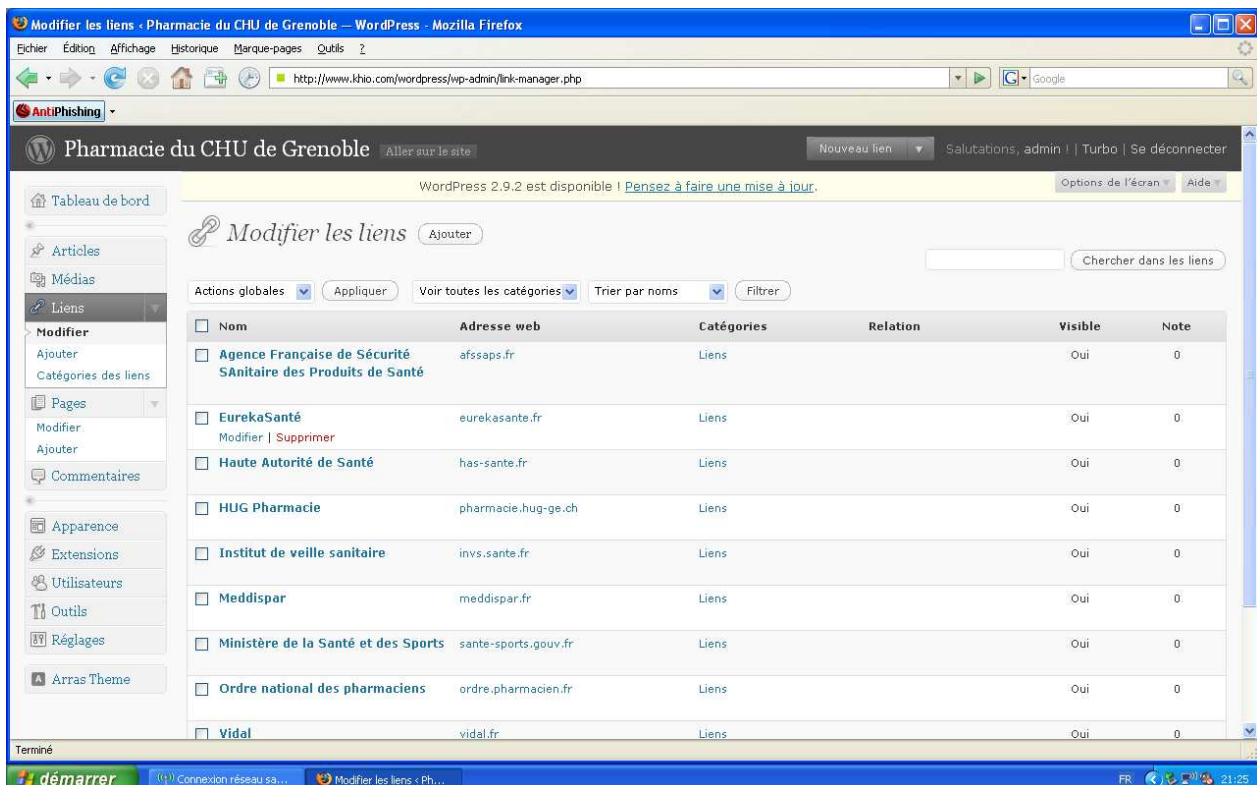 Modifier les liens ‹ Pharmacie du CHU de Grenoble — WordPress - Mozilla Firefox
Fichier Édition Affichage Historique Marque-pages Outils ?
http://www.khio.com/wordpress/wp-admin/link-manager.php G Google
AntiPhishing
Pharmacie du CHU de Grenoble Aller sur le site Nouveau lien Salutations, admin ! | Turbo | Se déconnecter
WordPress 2.9.2 est disponible ! Pensez à faire une mise à jour. Options de l'écran Aide
Tableau de bord
Articles
Médias
Liens
Modifier
Ajouter
Catégories des liens
Pages
Modifier
Ajouter
Commentaires
Apparence
Extensions
Utilisateurs
Outils
Réglages
Arras Theme
Modifier les liens Ajouter
Chercher dans les liens
Actions globales Appliquer Voir toutes les catégories Trier par noms Filtrer
Nom Adresse web Catégories Relation Visible Note
Agence Française de Sécurité afssaps.fr Liens Oui 0
SAnitaire des Produits de Santé
EurekaSanté eurekasante.fr Liens Oui 0
Modifier | Supprimer
Haute Autorité de Santé has-sante.fr Liens Oui 0
HUG Pharmacie pharmacie.hug-ge.ch Liens Oui 0
Institut de veille sanitaire invs.sante.fr Liens Oui 0
Meddispar meddispar.fr Liens Oui 0
Ministère de la Santé et des Sports sante-sports.gouv.fr Liens Oui 0
Ordre national des pharmaciens ordre.pharmacien.fr Liens Oui 0
Vidal vidal.fr Liens Oui 0
Terminé
démarrer Connexion réseau sa... Modifier les liens ‹ Ph... FR 21:25